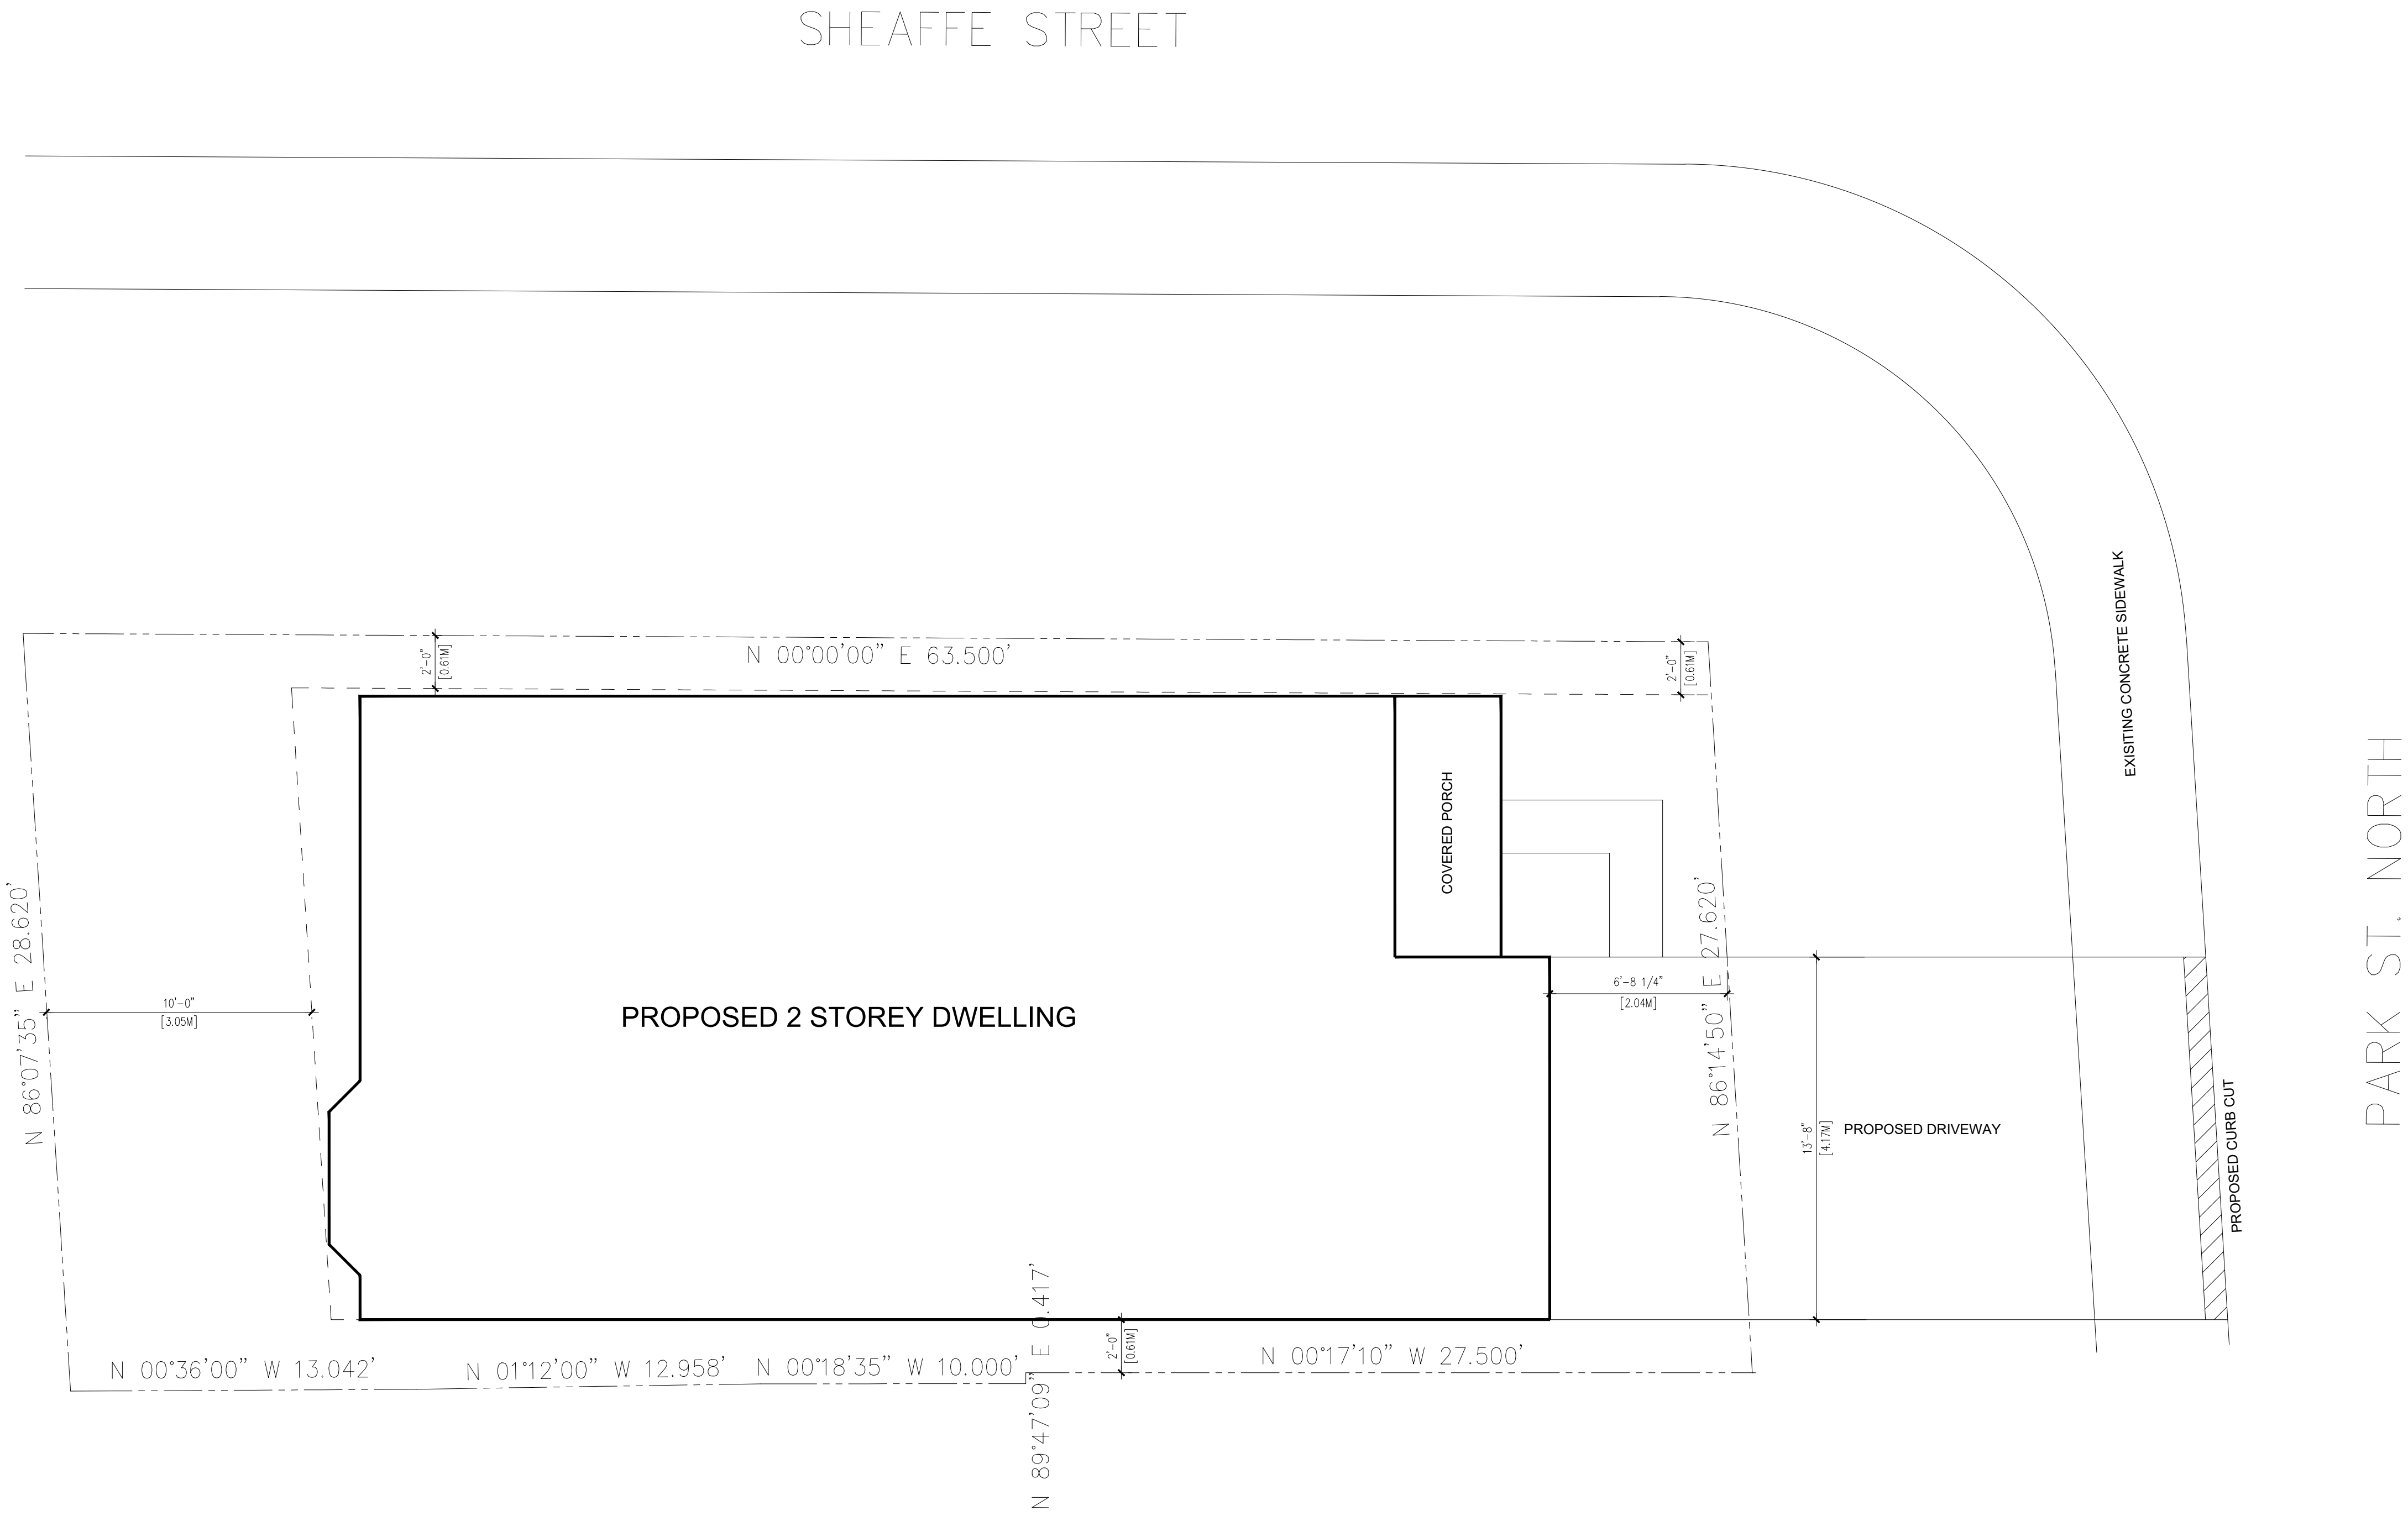 SHEAFFE STREET
N 00°00'00" E 63.500'
2'-0"
[0.61M]
2'-0"
[0.61M]
EXISITING CONCRETE SIDEWALK
PARK ST. NORTH
COVERED PORCH
N 86°07'35" E 28.620'
10'-0"
[3.05M]
PROPOSED 2 STOREY DWELLING
6'-8 1/4"
[2.04M]
N 86°14'50" E 27.620'
13'-8"
[4.17M]
PROPOSED DRIVEWAY
PROPOSED CURB CUT
N 00°36'00" W 13.042'
N 01°12'00" W 12.958'
N 00°18'35" W 10.000'
N 89°47'09" E 0.417'
2'-0"
[0.61M]
N 00°17'10" W 27.500'